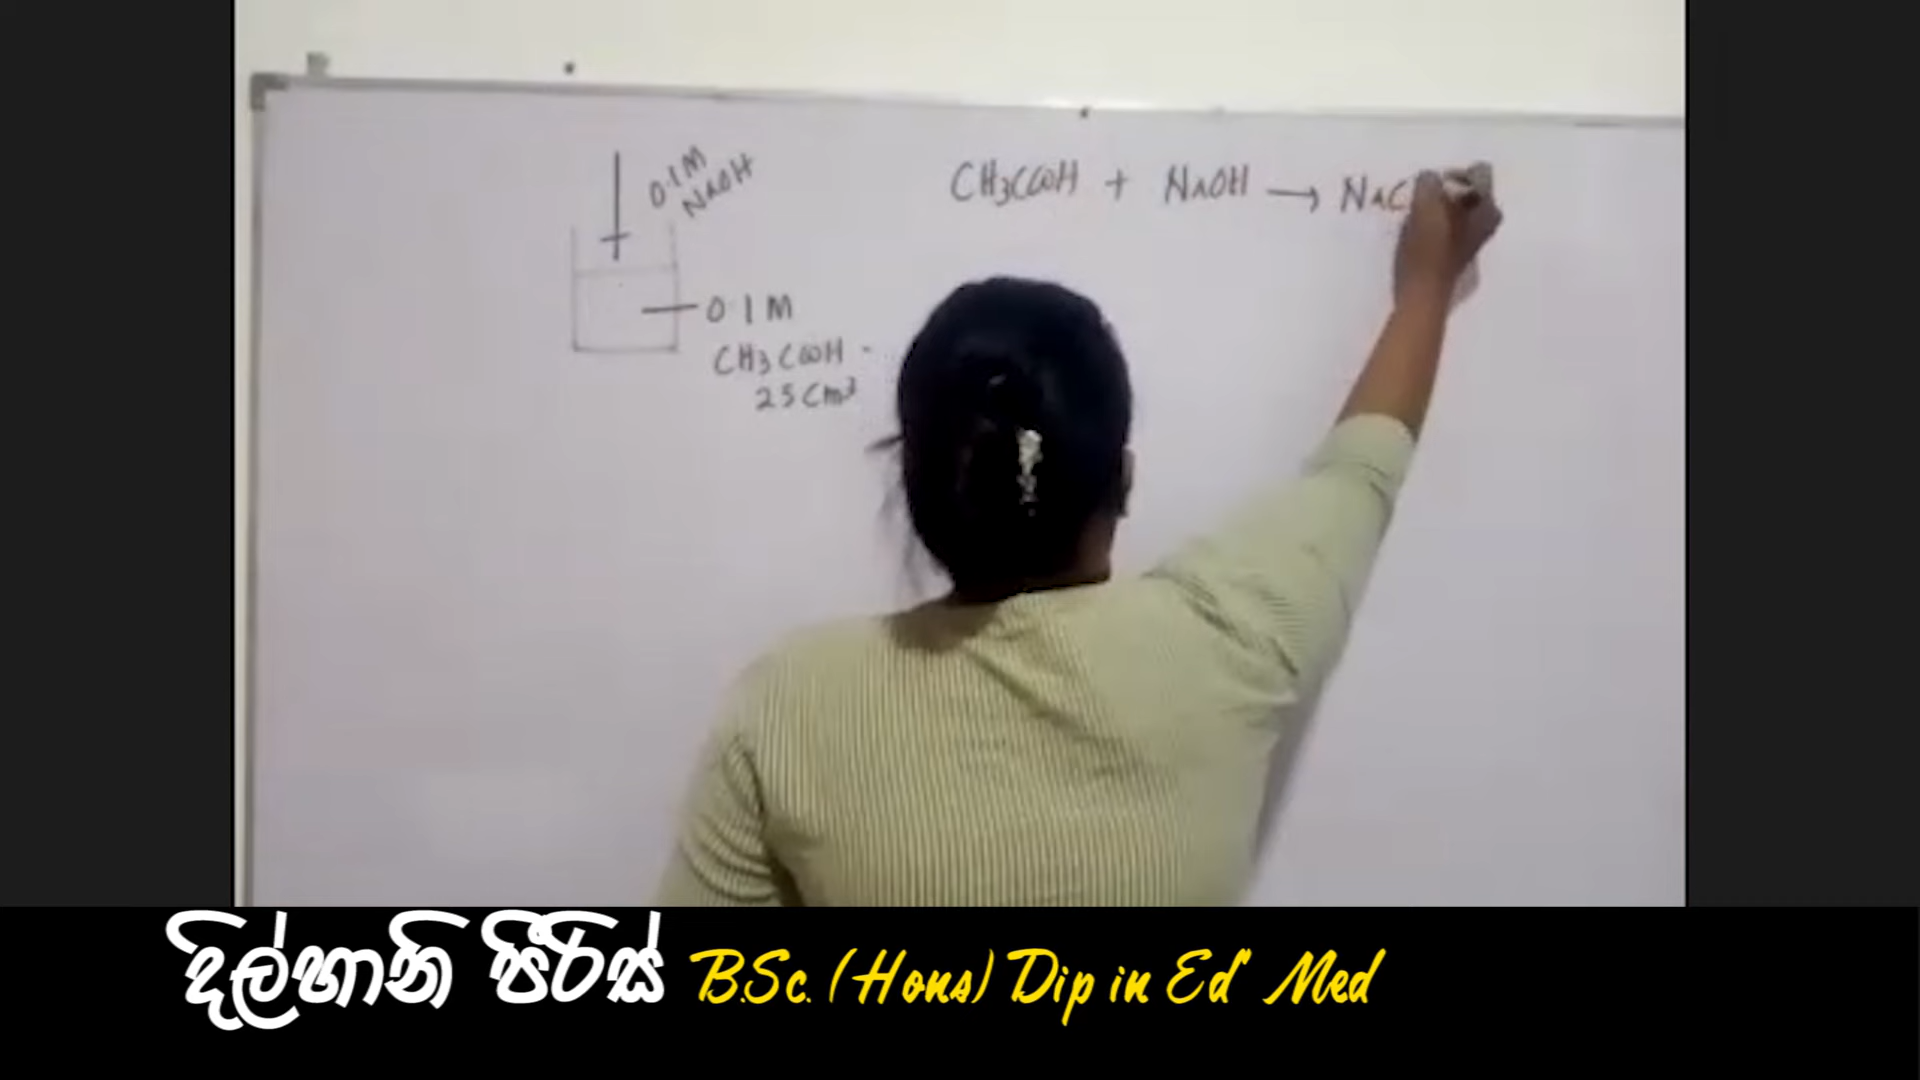 0.1M
NaOH
CH3COOH + NaOH → NaC
0.1M
CH3COOH -
25cm³
දිල්හානි පීරිස් B.Sc. (Hons) Dip in Ed Med